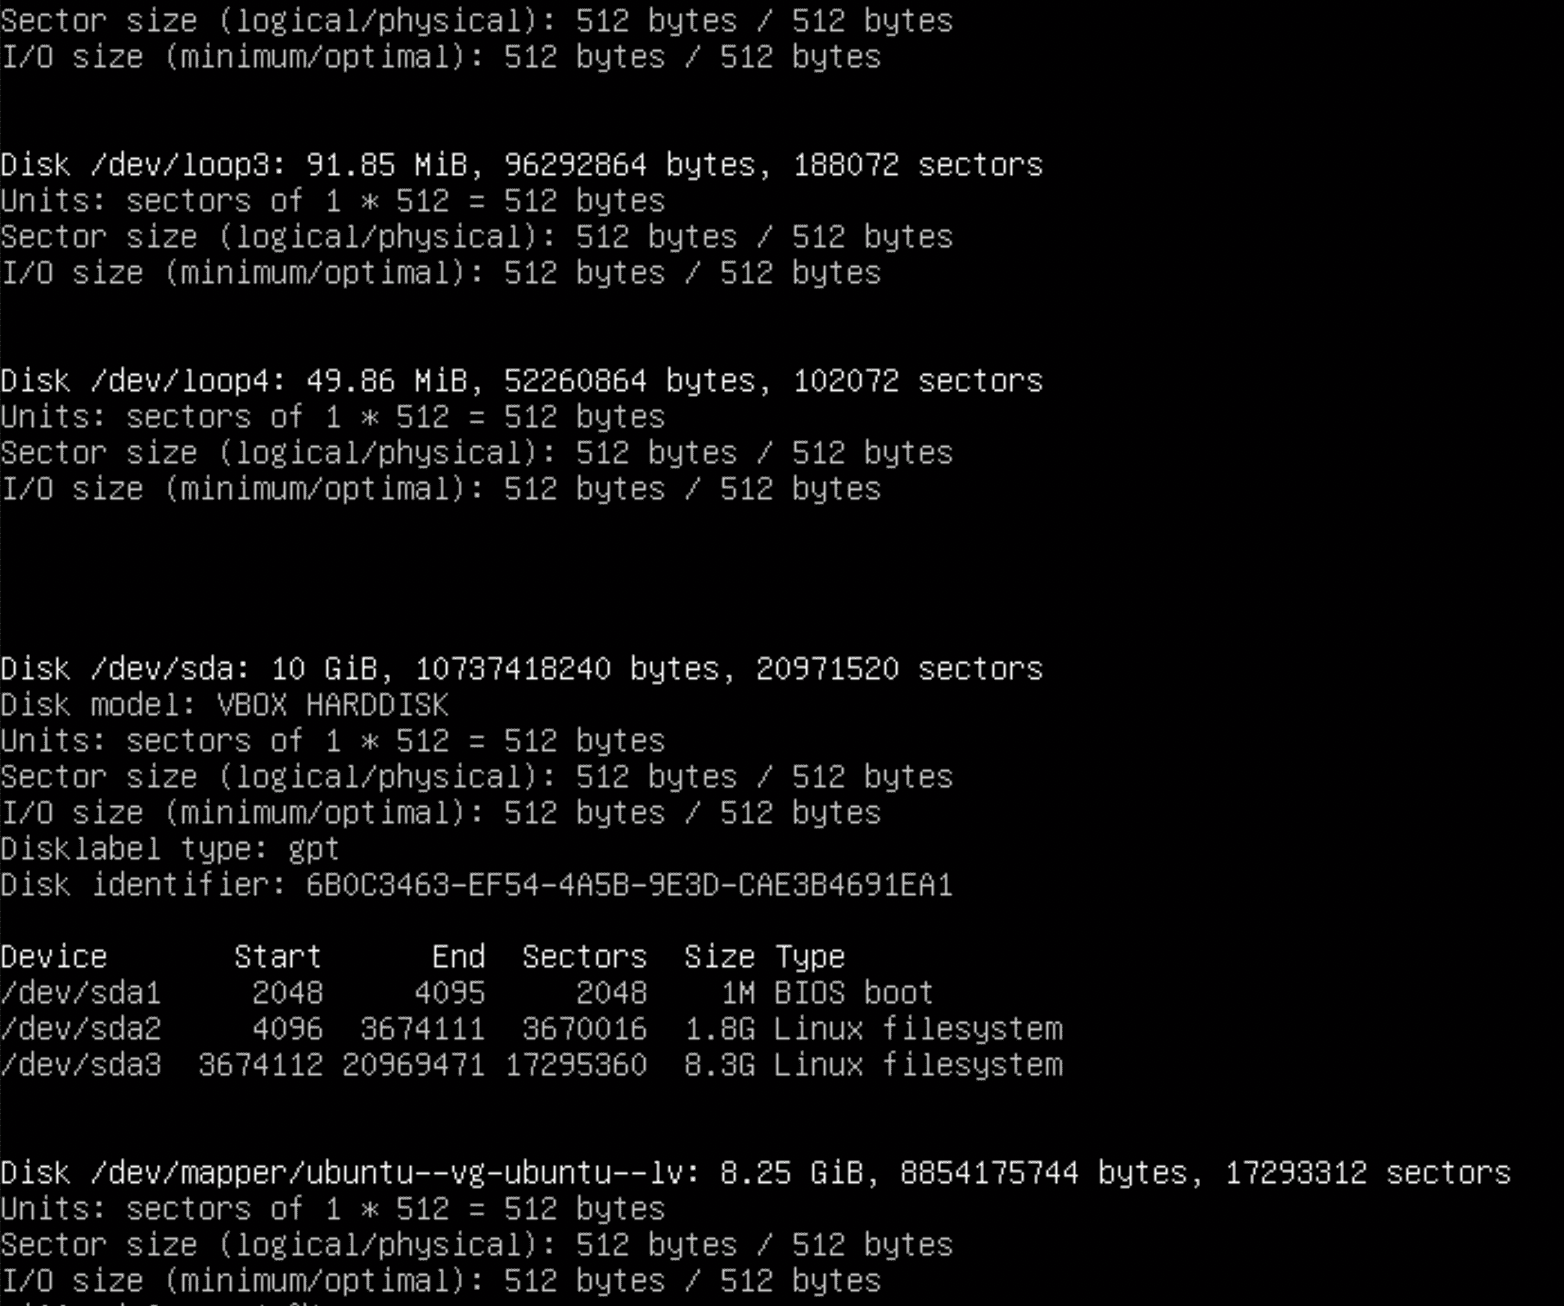 Sector size (logical/physical): 512 bytes / 512 bytes
I/O size (minimum/optimal): 512 bytes / 512 bytes
Disk /dev/loop3: 91.85 MiB, 96292864 bytes, 188072 sectors
Units: sectors of 1 * 512 = 512 bytes
Sector size (logical/physical): 512 bytes / 512 bytes
I/O size (minimum/optimal): 512 bytes / 512 bytes
Disk /dev/loop4: 49.86 MiB, 52260864 bytes, 102072 sectors
Units: sectors of 1 * 512 = 512 bytes
Sector size (logical/physical): 512 bytes / 512 bytes
I/O size (minimum/optimal): 512 bytes / 512 bytes
Disk /dev/sda: 10 GiB, 10737418240 bytes, 20971520 sectors
Disk model: VBOX HARDDISK
Units: sectors of 1 * 512 = 512 bytes
Sector size (logical/physical): 512 bytes / 512 bytes
I/O size (minimum/optimal): 512 bytes / 512 bytes
Disklabel type: gpt
Disk identifier: 6B0C3463-EF54-4A5B-9E3D-CAE3B4691EA1
Device Start End Sectors Size Type
/dev/sda1 2048 4095 2048 1M BIOS boot
/dev/sda2 4096 3674111 3670016 1.8G Linux filesystem
/dev/sda3 3674112 20969471 17295360 8.3G Linux filesystem
Disk /dev/mapper/ubuntu--vg-ubuntu--lv: 8.25 GiB, 8854175744 bytes, 17293312 sectors
Units: sectors of 1 * 512 = 512 bytes
Sector size (logical/physical): 512 bytes / 512 bytes
I/O size (minimum/optimal): 512 bytes / 512 bytes